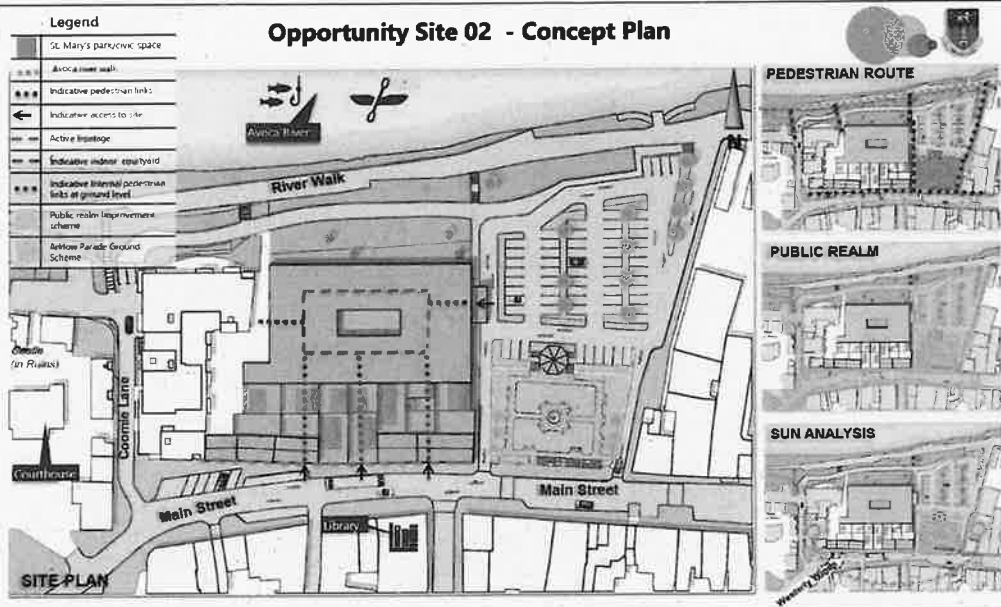 Opportunity Site 02 - Concept Plan
Legend
St. Mary's park/civic space
Avoca river walk
Indicative pedestrian links
Indicative access to site
Active frontage
Indicative indoor courtyard
Indicative Internal pedestrian
links at ground level
Public realm Improvement
scheme
Arklow Parade Ground
Scheme
Avoca River
N
River Walk
Castle
(in Ruins)
Coomie Lane
Courthouse
Main Street
Main Street
Library
SITE PLAN
PEDESTRIAN ROUTE
PUBLIC REALM
SUN ANALYSIS
Westerly Winds